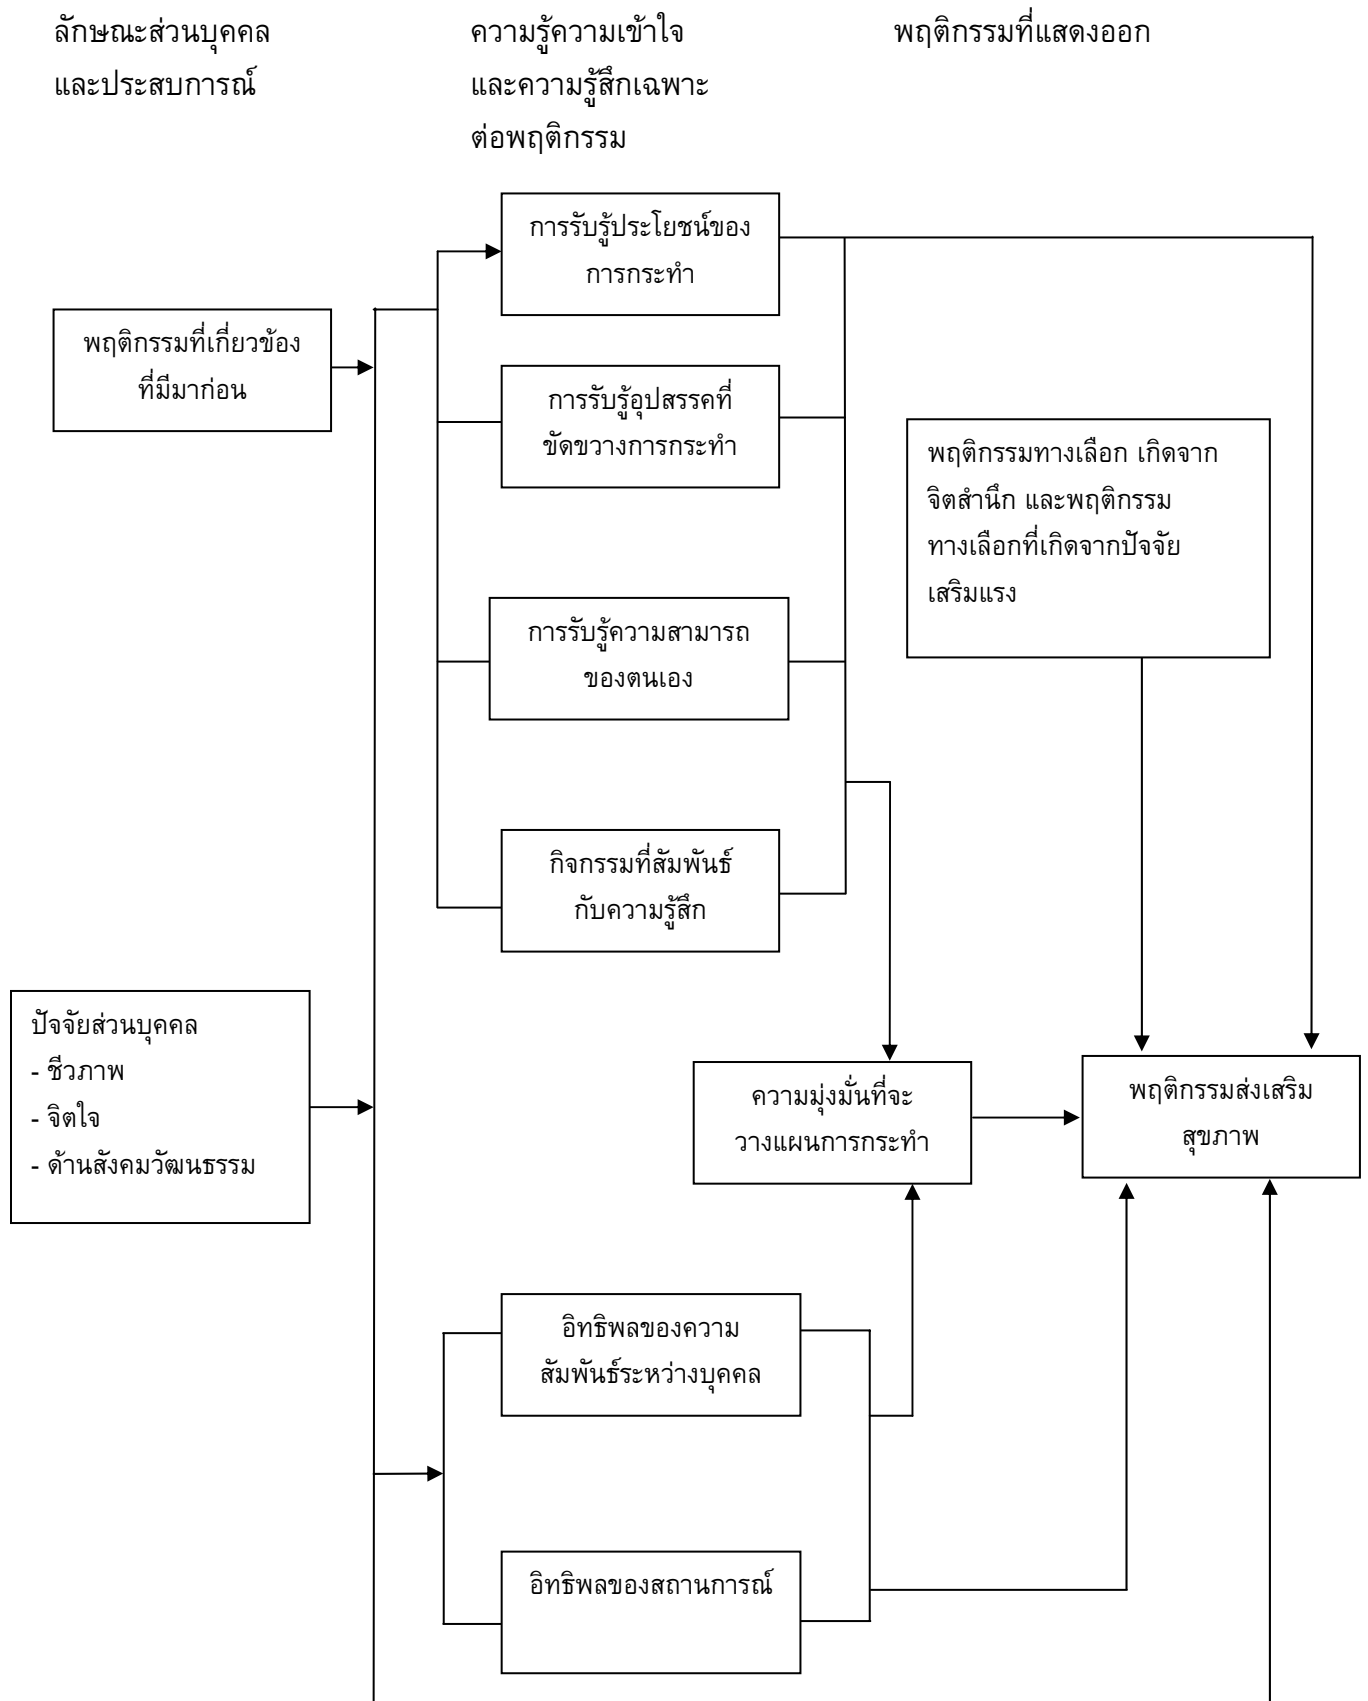 ลักษณะส่วนบุคคล
และประสบการณ์
ความรู้ความเข้าใจ
และความรู้สึกเฉพาะ
ต่อพฤติกรรม
พฤติกรรมที่แสดงออก
การรับรู้ประโยชน์ของ
การกระทำ
พฤติกรรมที่เกี่ยวข้อง
ที่มีมาก่อน
การรับรู้อุปสรรคที่
ขัดขวางการกระทำ
พฤติกรรมทางเลือก เกิดจาก
จิตสำนึก และพฤติกรรม
ทางเลือกที่เกิดจากปัจจัย
เสริมแรง
การรับรู้ความสามารถ
ของตนเอง
กิจกรรมที่สัมพันธ์
กับความรู้สึก
ปัจจัยส่วนบุคคล
- ชีวภาพ
- จิตใจ
- ด้านสังคมวัฒนธรรม
ความมุ่งมั่นที่จะ
วางแผนการกระทำ
พฤติกรรมส่งเสริม
สุขภาพ
อิทธิพลของความ
สัมพันธ์ระหว่างบุคคล
อิทธิพลของสถานการณ์